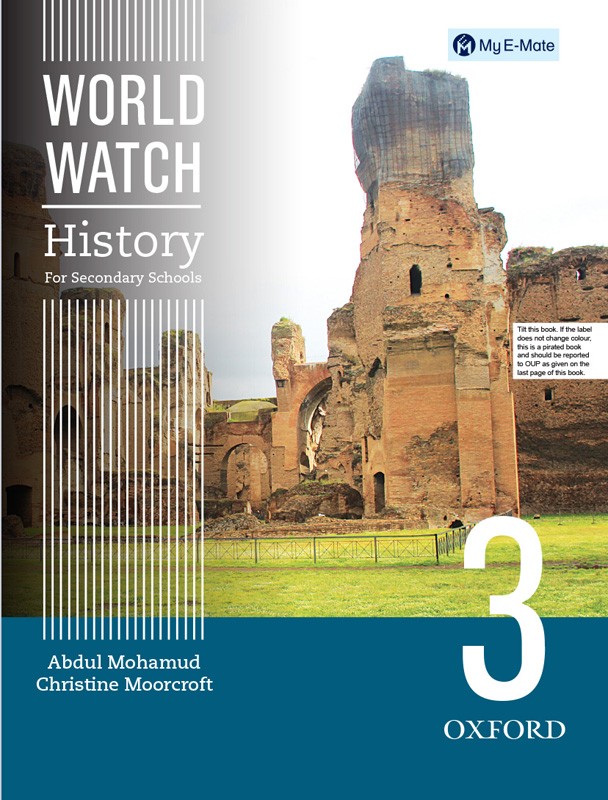 My E-Mate
WORLD
WATCH
History
For Secondary Schools
Tilt this book. If the label
does not change colour,
this is a pirated book
and should be reported
to OUP as given on the
last page of this book.
3
Abdul Mohamud
Christine Moorcroft
OXFORD